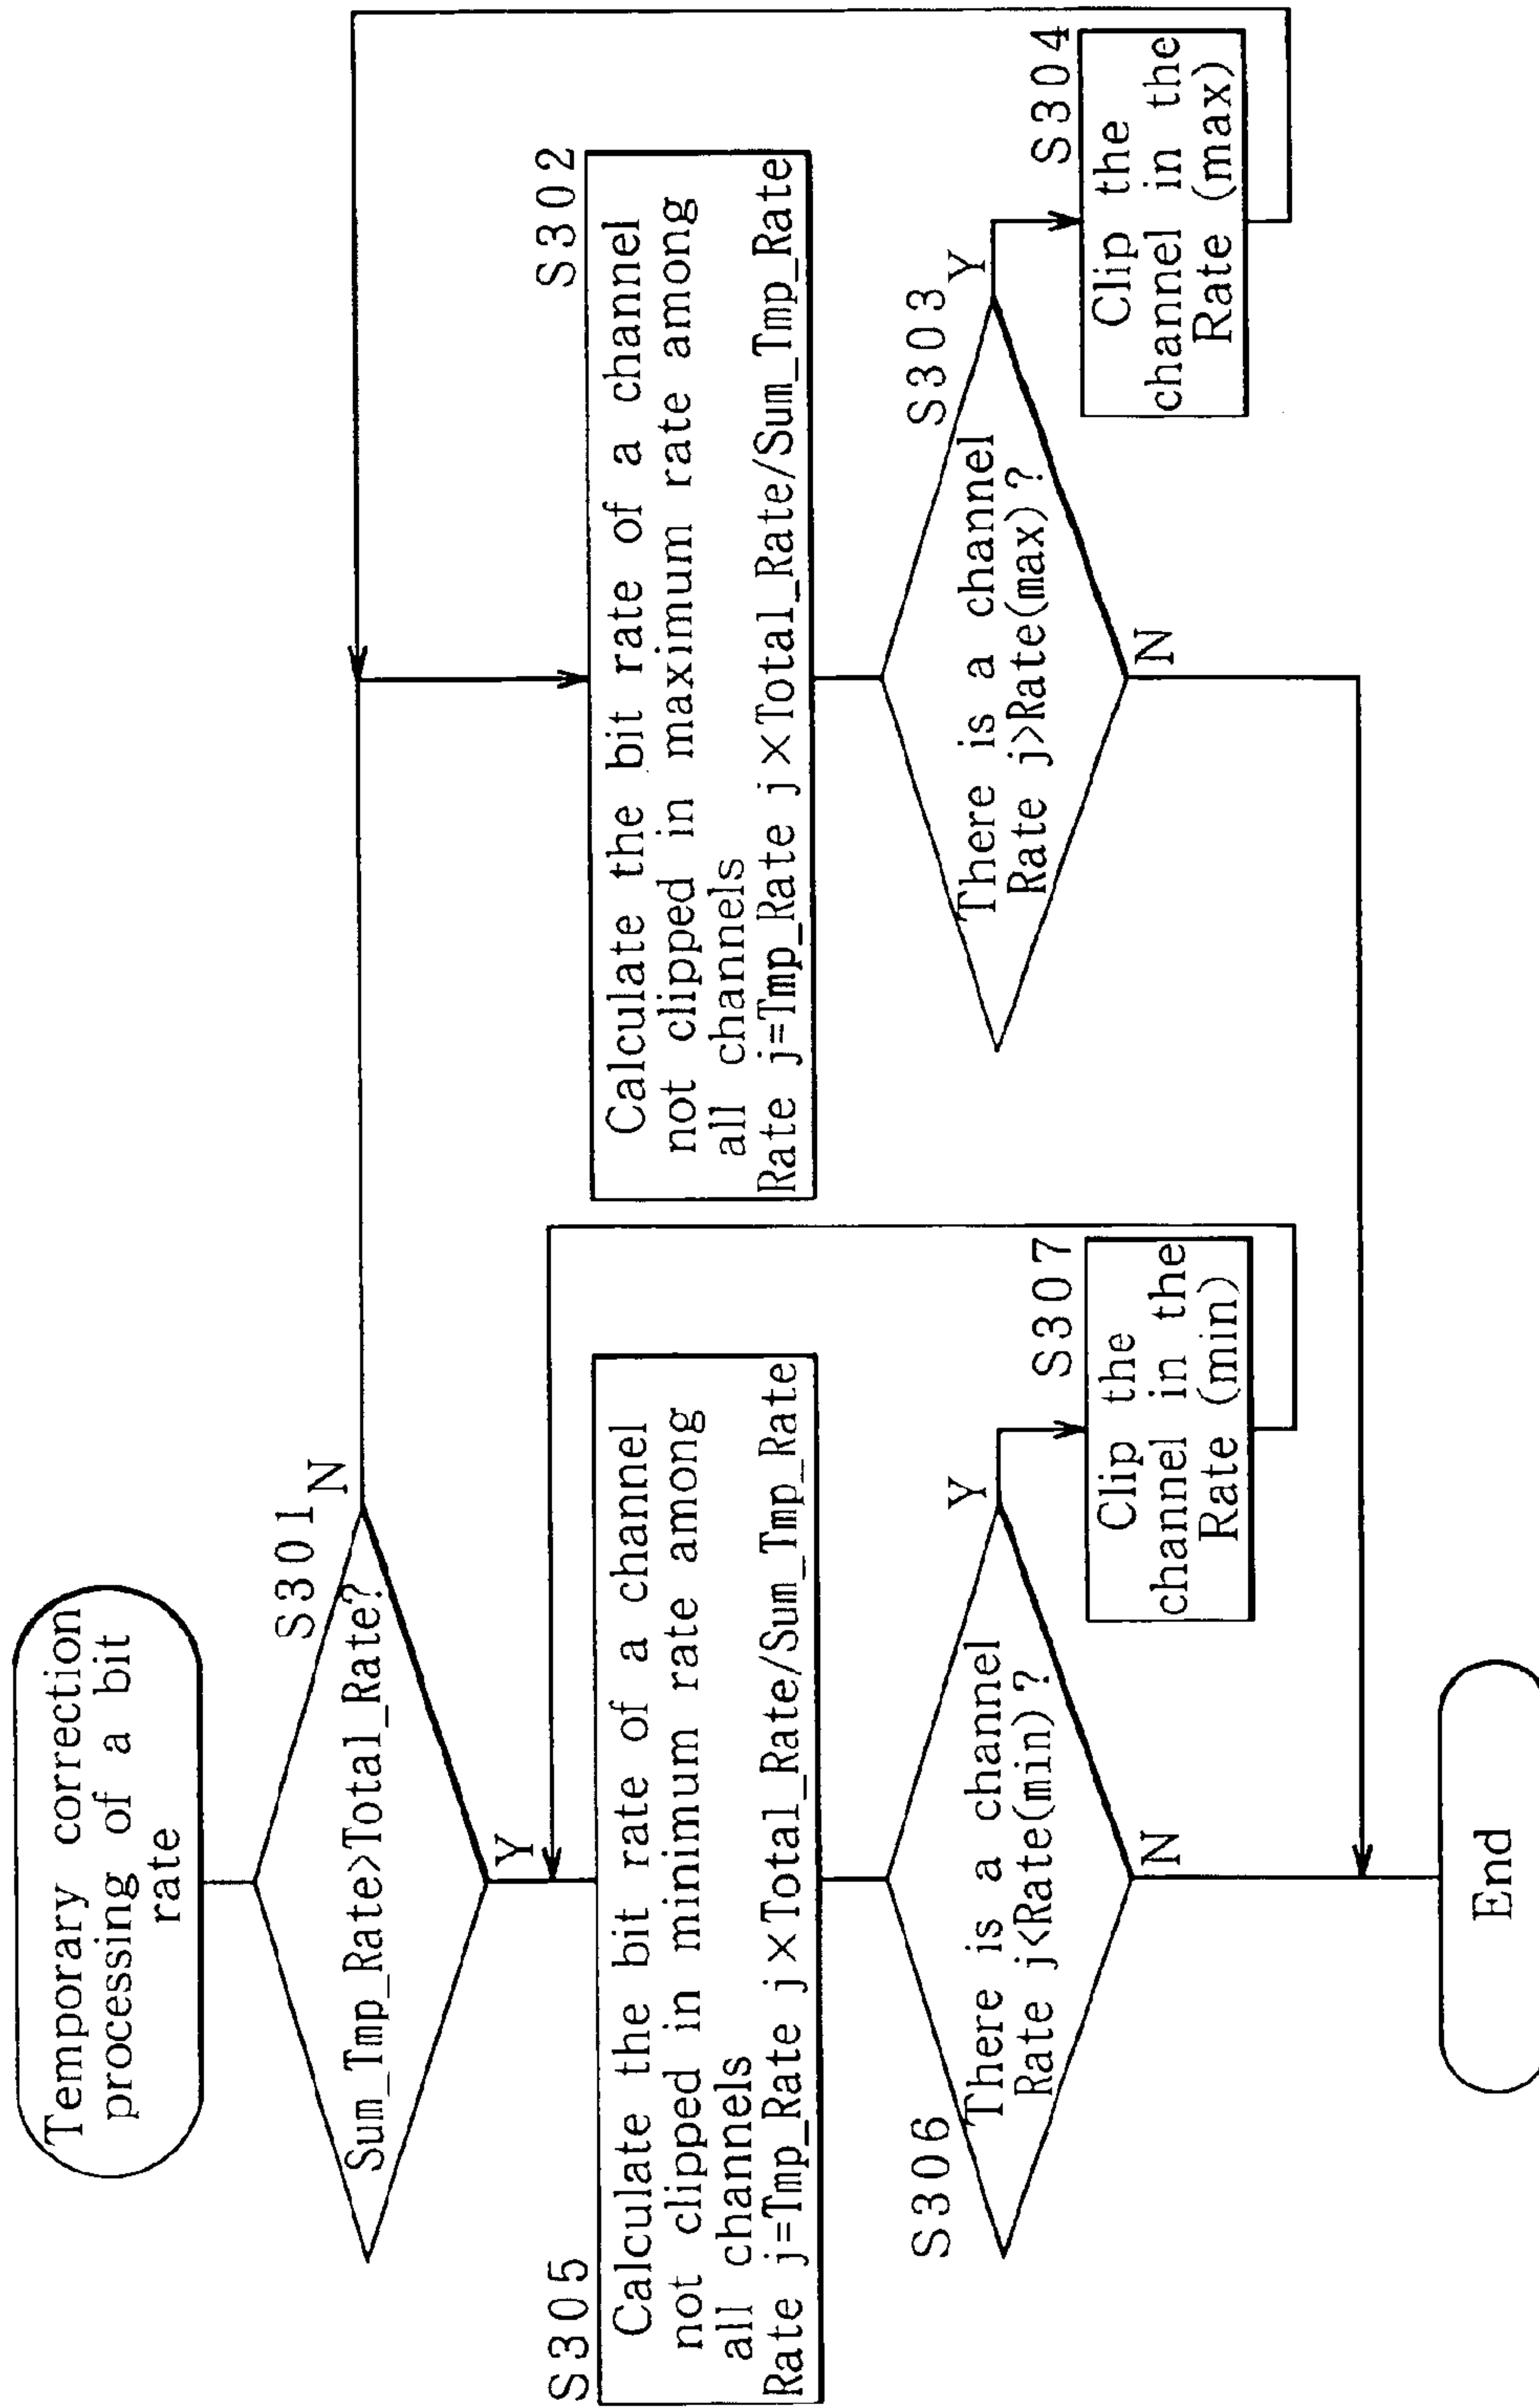 Temporary correction
processing of a bit
rate
S301
Sum_Tmp_Rate>Total_Rate?
N
Y
S305
Calculate the bit rate of a channel
not clipped in minimum rate among
all channels
Rate j=Tmp_Rate j×Total_Rate/Sum_Tmp_Rate
S306
There is a channel
Rate j<Rate(min)?
Y
N
S307
Clip the
channel in the
Rate (min)
S302
Calculate the bit rate of a channel
not clipped in maximum rate among
all channels
Rate j=Tmp_Rate j×Total_Rate/Sum_Tmp_Rate
S303
There is a channel
Rate j>Rate(max)?
Y
N
S304
Clip the
channel in the
Rate (max)
End